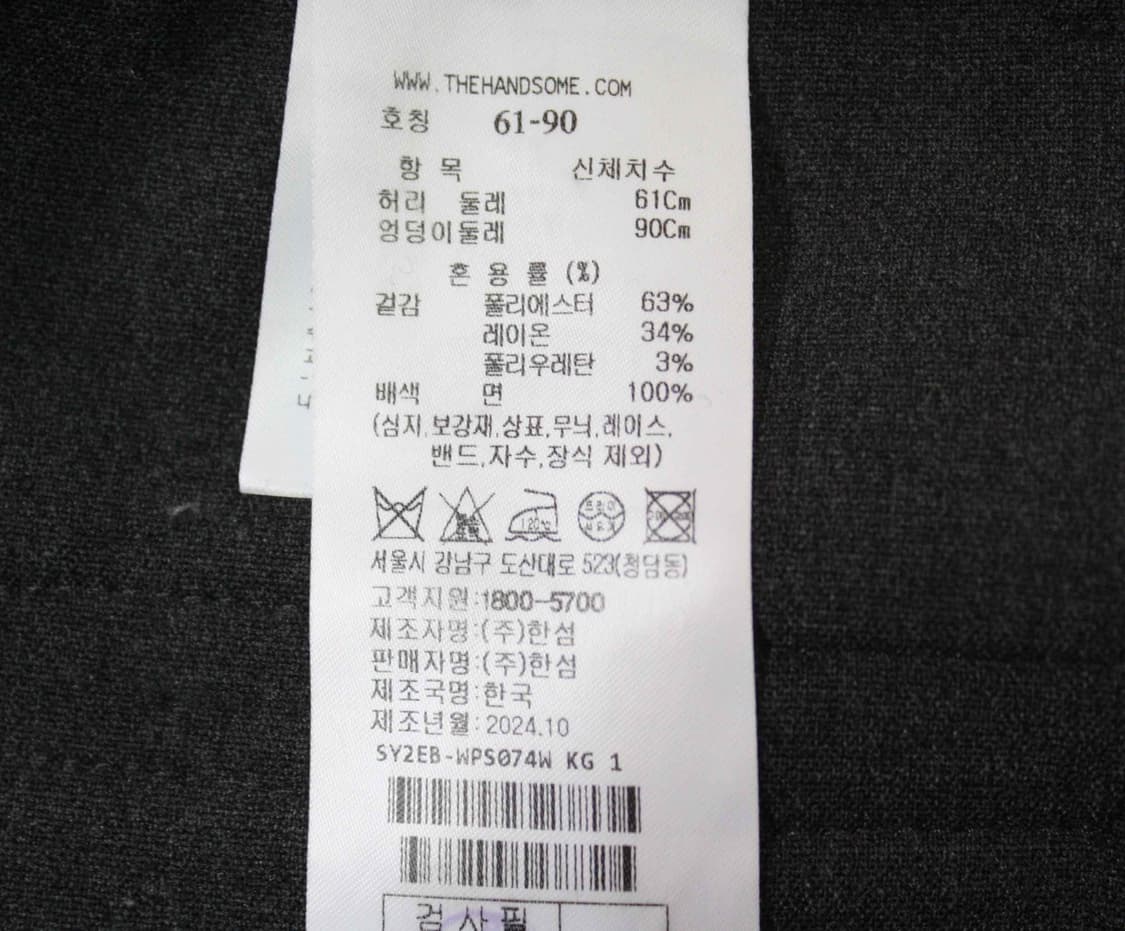 WWW.THEHANDSOME.COM
호칭 61-90
항 목 신체치수
허리 둘레 61Cm
엉덩이둘레 90Cm
혼 용 률 (%)
겉감 폴리에스터 63%
레이온 34%
폴리우레탄 3%
배색 면 100%
(심지,보강재,상표,무늬,레이스,
밴드,자수,장식 제외)
120℃
드라이
서울시 강남구 도산대로 523(청담동)
고객지원:1800-5700
제조자명:(주)한섬
판매자명:(주)한섬
제조국명:한국
제조년월:2024.10
SY2EB-WPS074W KG 1
검사필